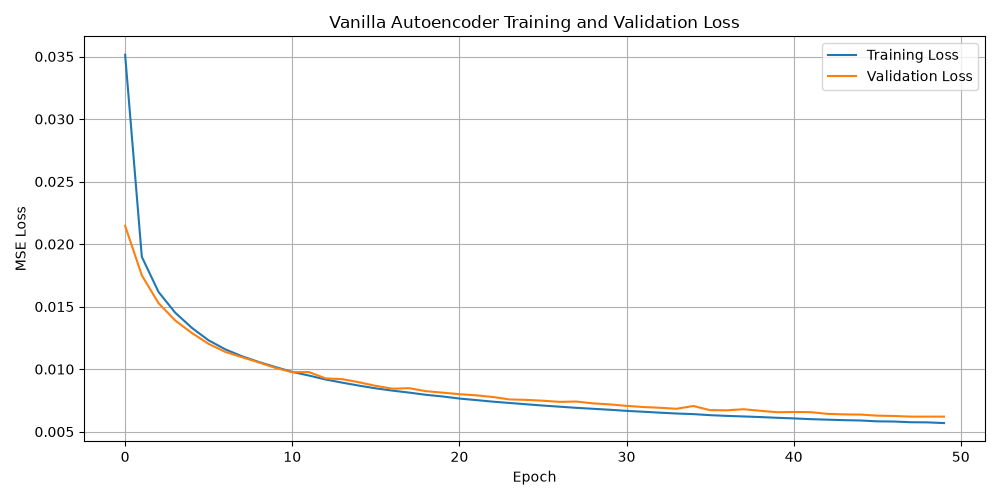 Vanilla Autoencoder Training and Validation Loss
Training Loss
Validation Loss
MSE Loss
0.035
0.030
0.025
0.020
0.015
0.010
0.005
0 10 20 30 40 50
Epoch